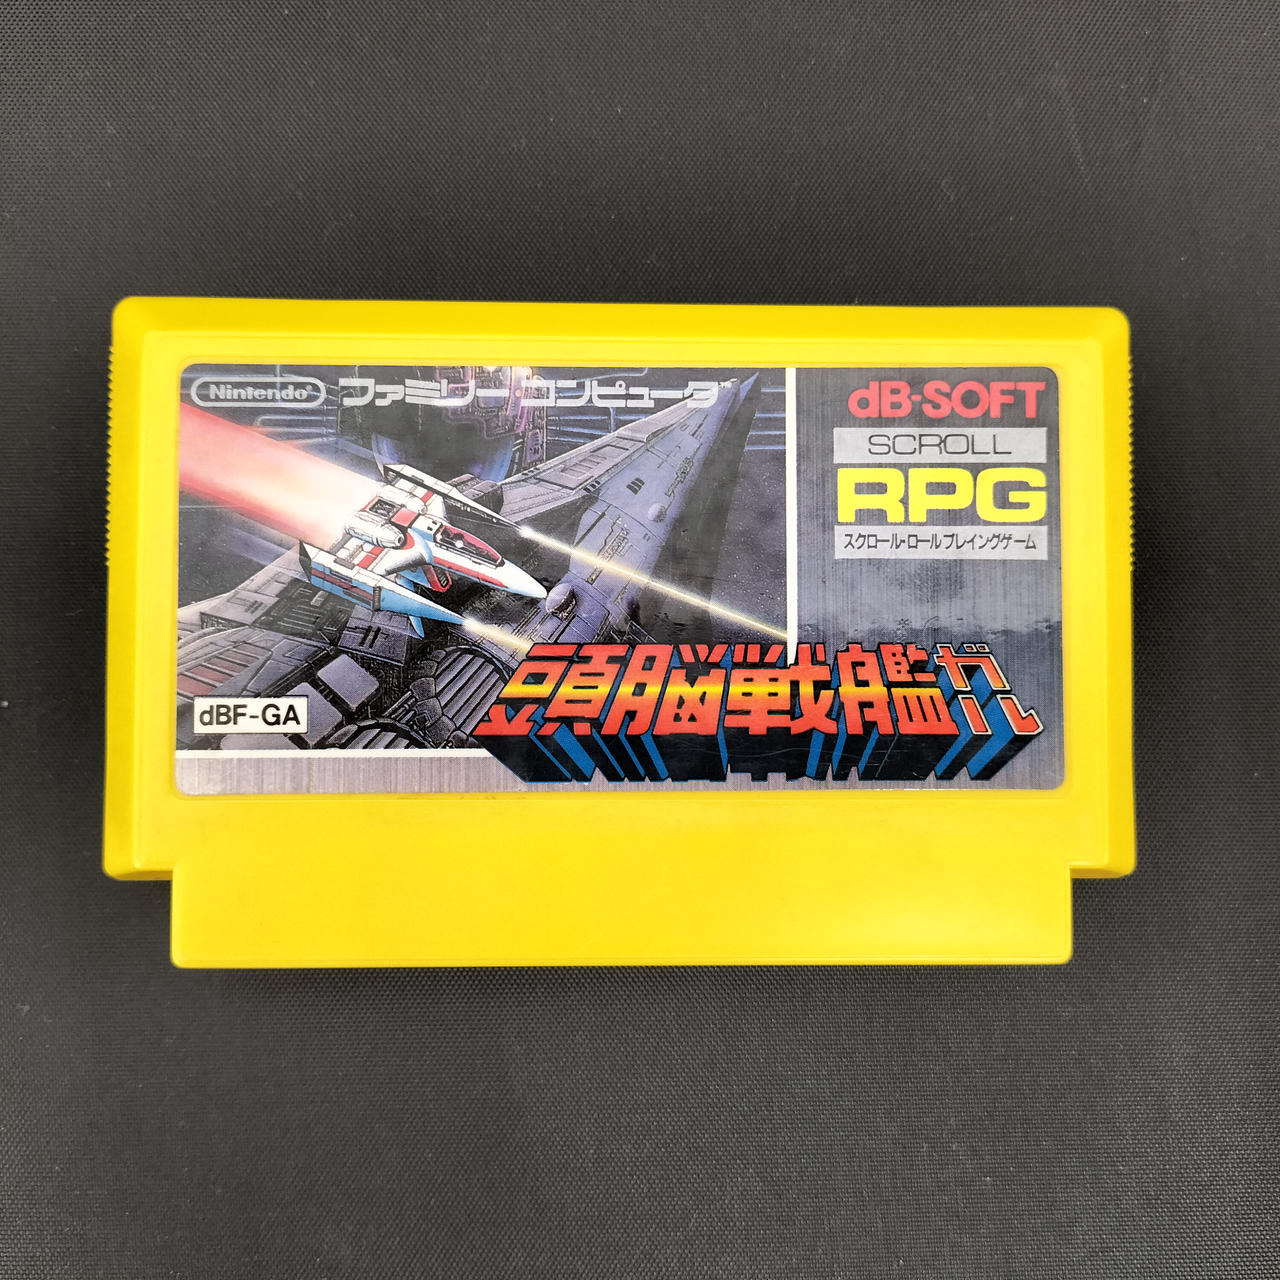 Nintendo®
ファミリーコンピュータ
dB-SOFT
SCROLL
RPG
スクロール・ロールプレイングゲーム
頭脳戦艦ガル
dBF-GA